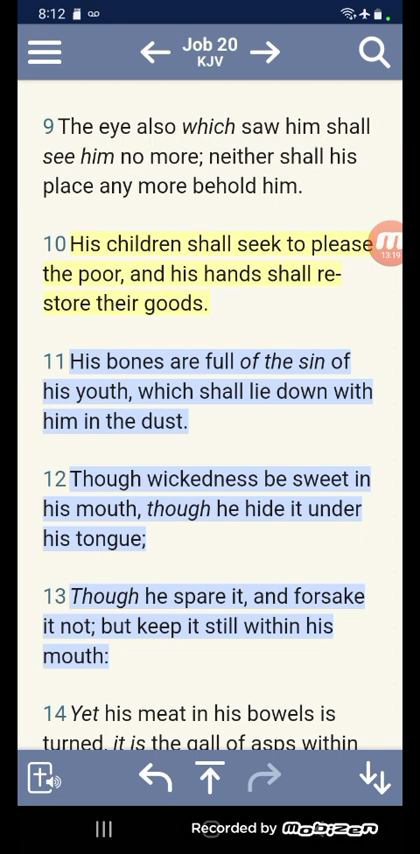 8:12
Job 20
KJV
9 The eye also which saw him shall
see him no more; neither shall his
place any more behold him.
10 His children shall seek to please
the poor, and his hands shall re-
store their goods.
13:19
11 His bones are full of the sin of
his youth, which shall lie down with
him in the dust.
12 Though wickedness be sweet in
his mouth, though he hide it under
his tongue;
13 Though he spare it, and forsake
it not; but keep it still within his
mouth:
14 Yet his meat in his bowels is
turned, it is the gall of asps within
Recorded by mobizen